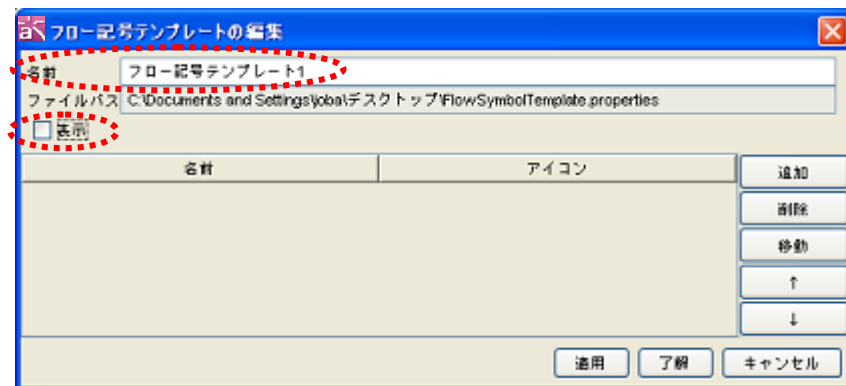 フロー記号テンプレートの編集
名前 フロー記号テンプレート1
ファイルパス C:\Documents and Settings\joba\デスクトップ\FlowSymbolTemplate.properties
表示
名前 アイコン
追加
削除
移動
↑
↓
適用 了解 キャンセル